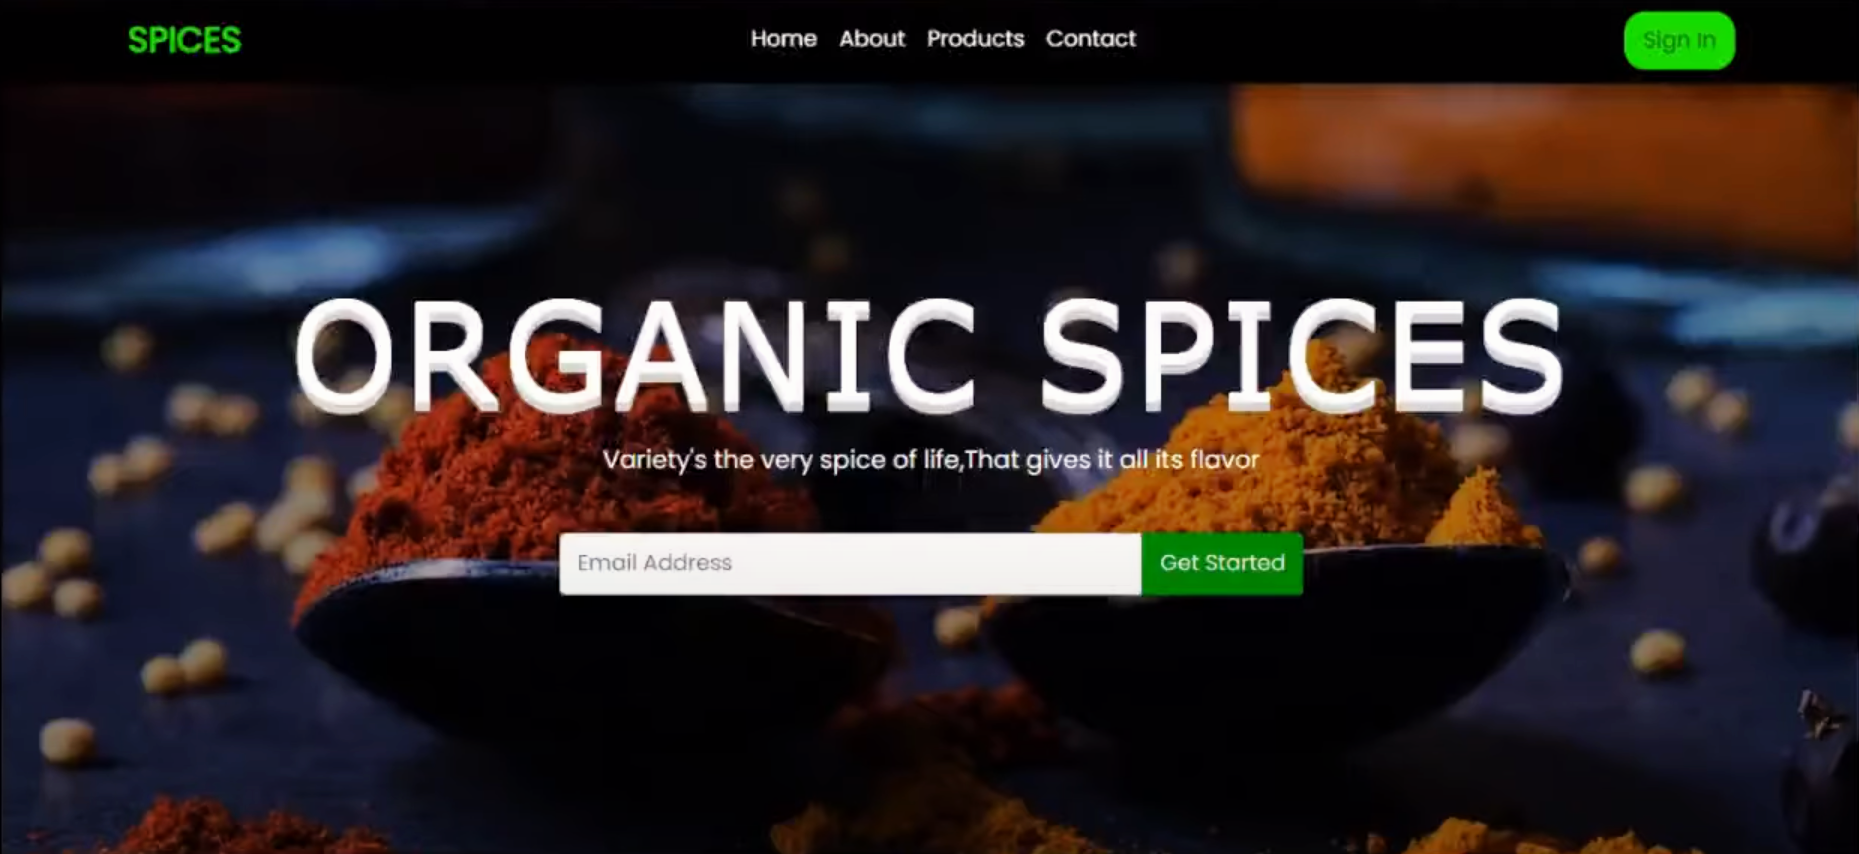 SPICES
Home About Products Contact
Sign In
ORGANIC SPICES
Variety's the very spice of life,That gives it all its flavor
Email Address
Get Started